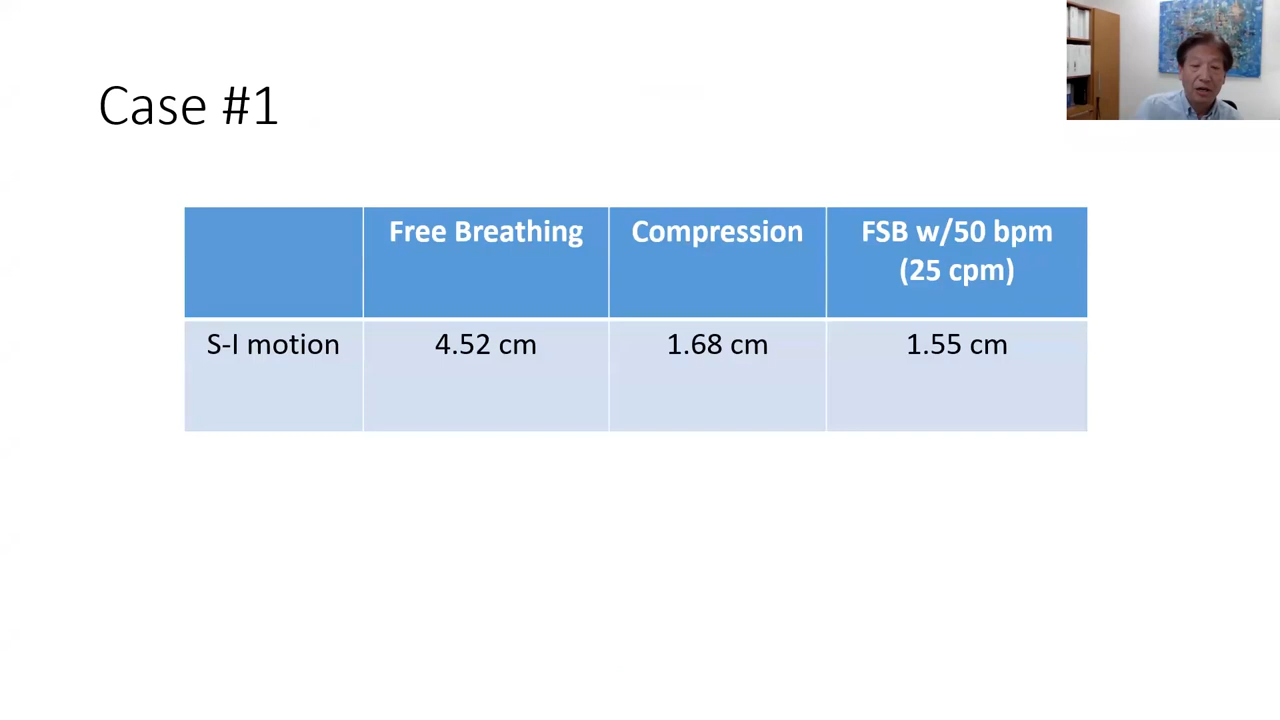 Case #1
Free Breathing
Compression
FSB w/50 bpm
(25 cpm)
S-I motion
4.52 cm
1.68 cm
1.55 cm